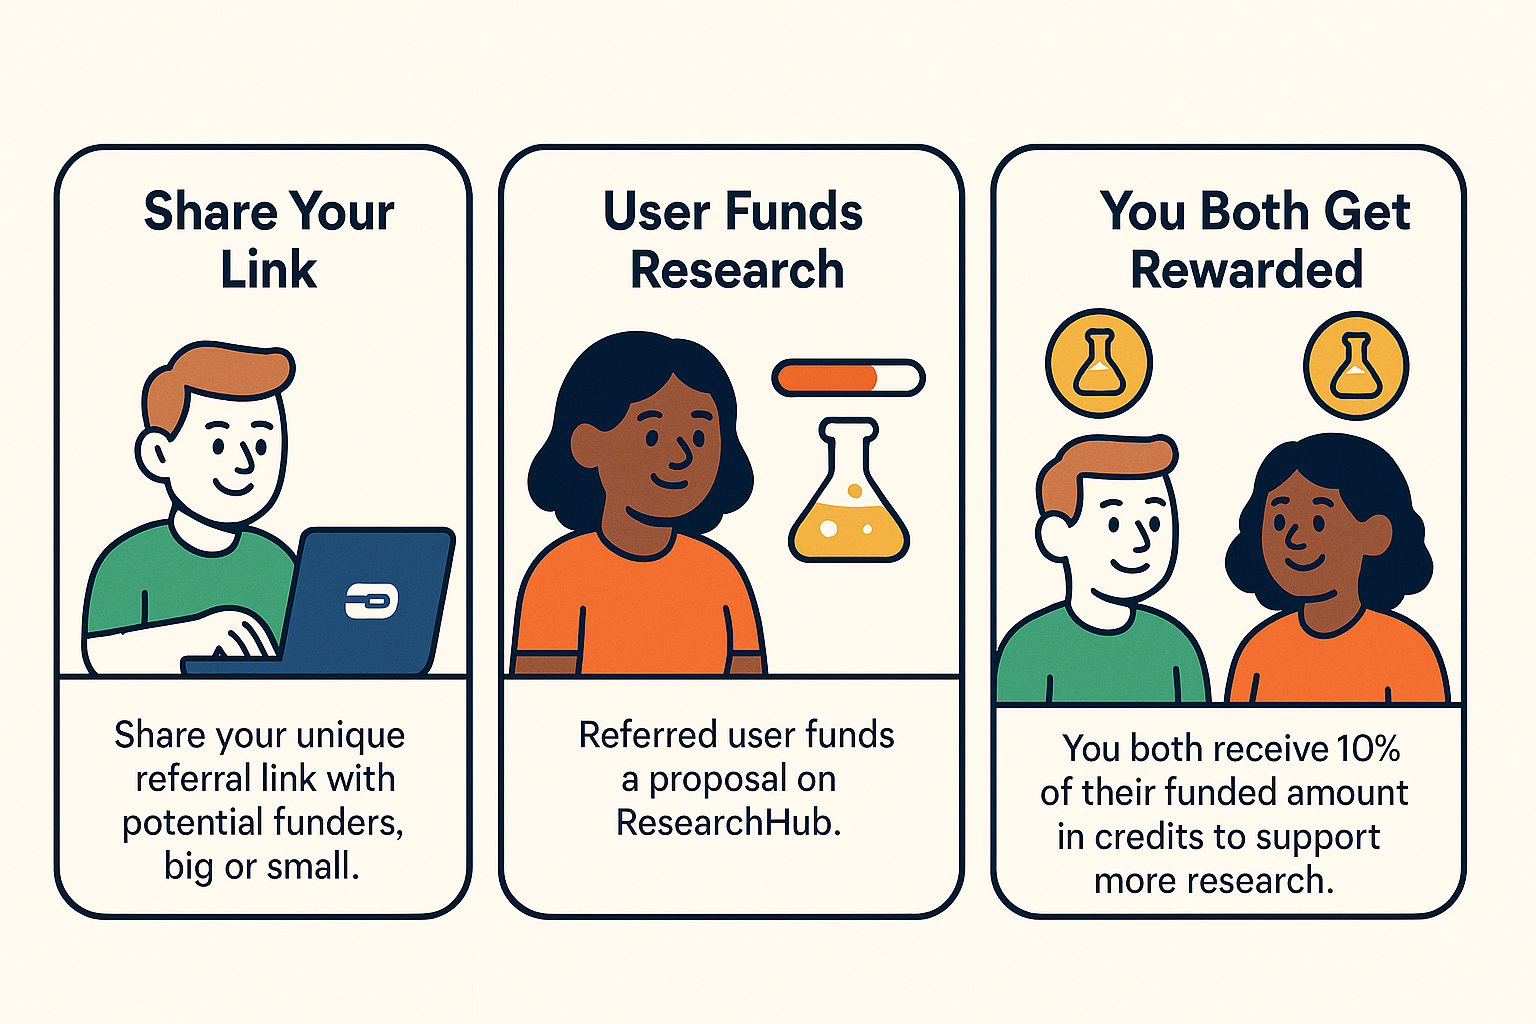 Share Your
Link
Share your unique
referral link with
potential funders,
big or small.
User Funds
Research
Referred user funds
a proposal on
ResearchHub.
You Both Get
Rewarded
You both receive 10%
of their funded amount
in credits to support
more research.